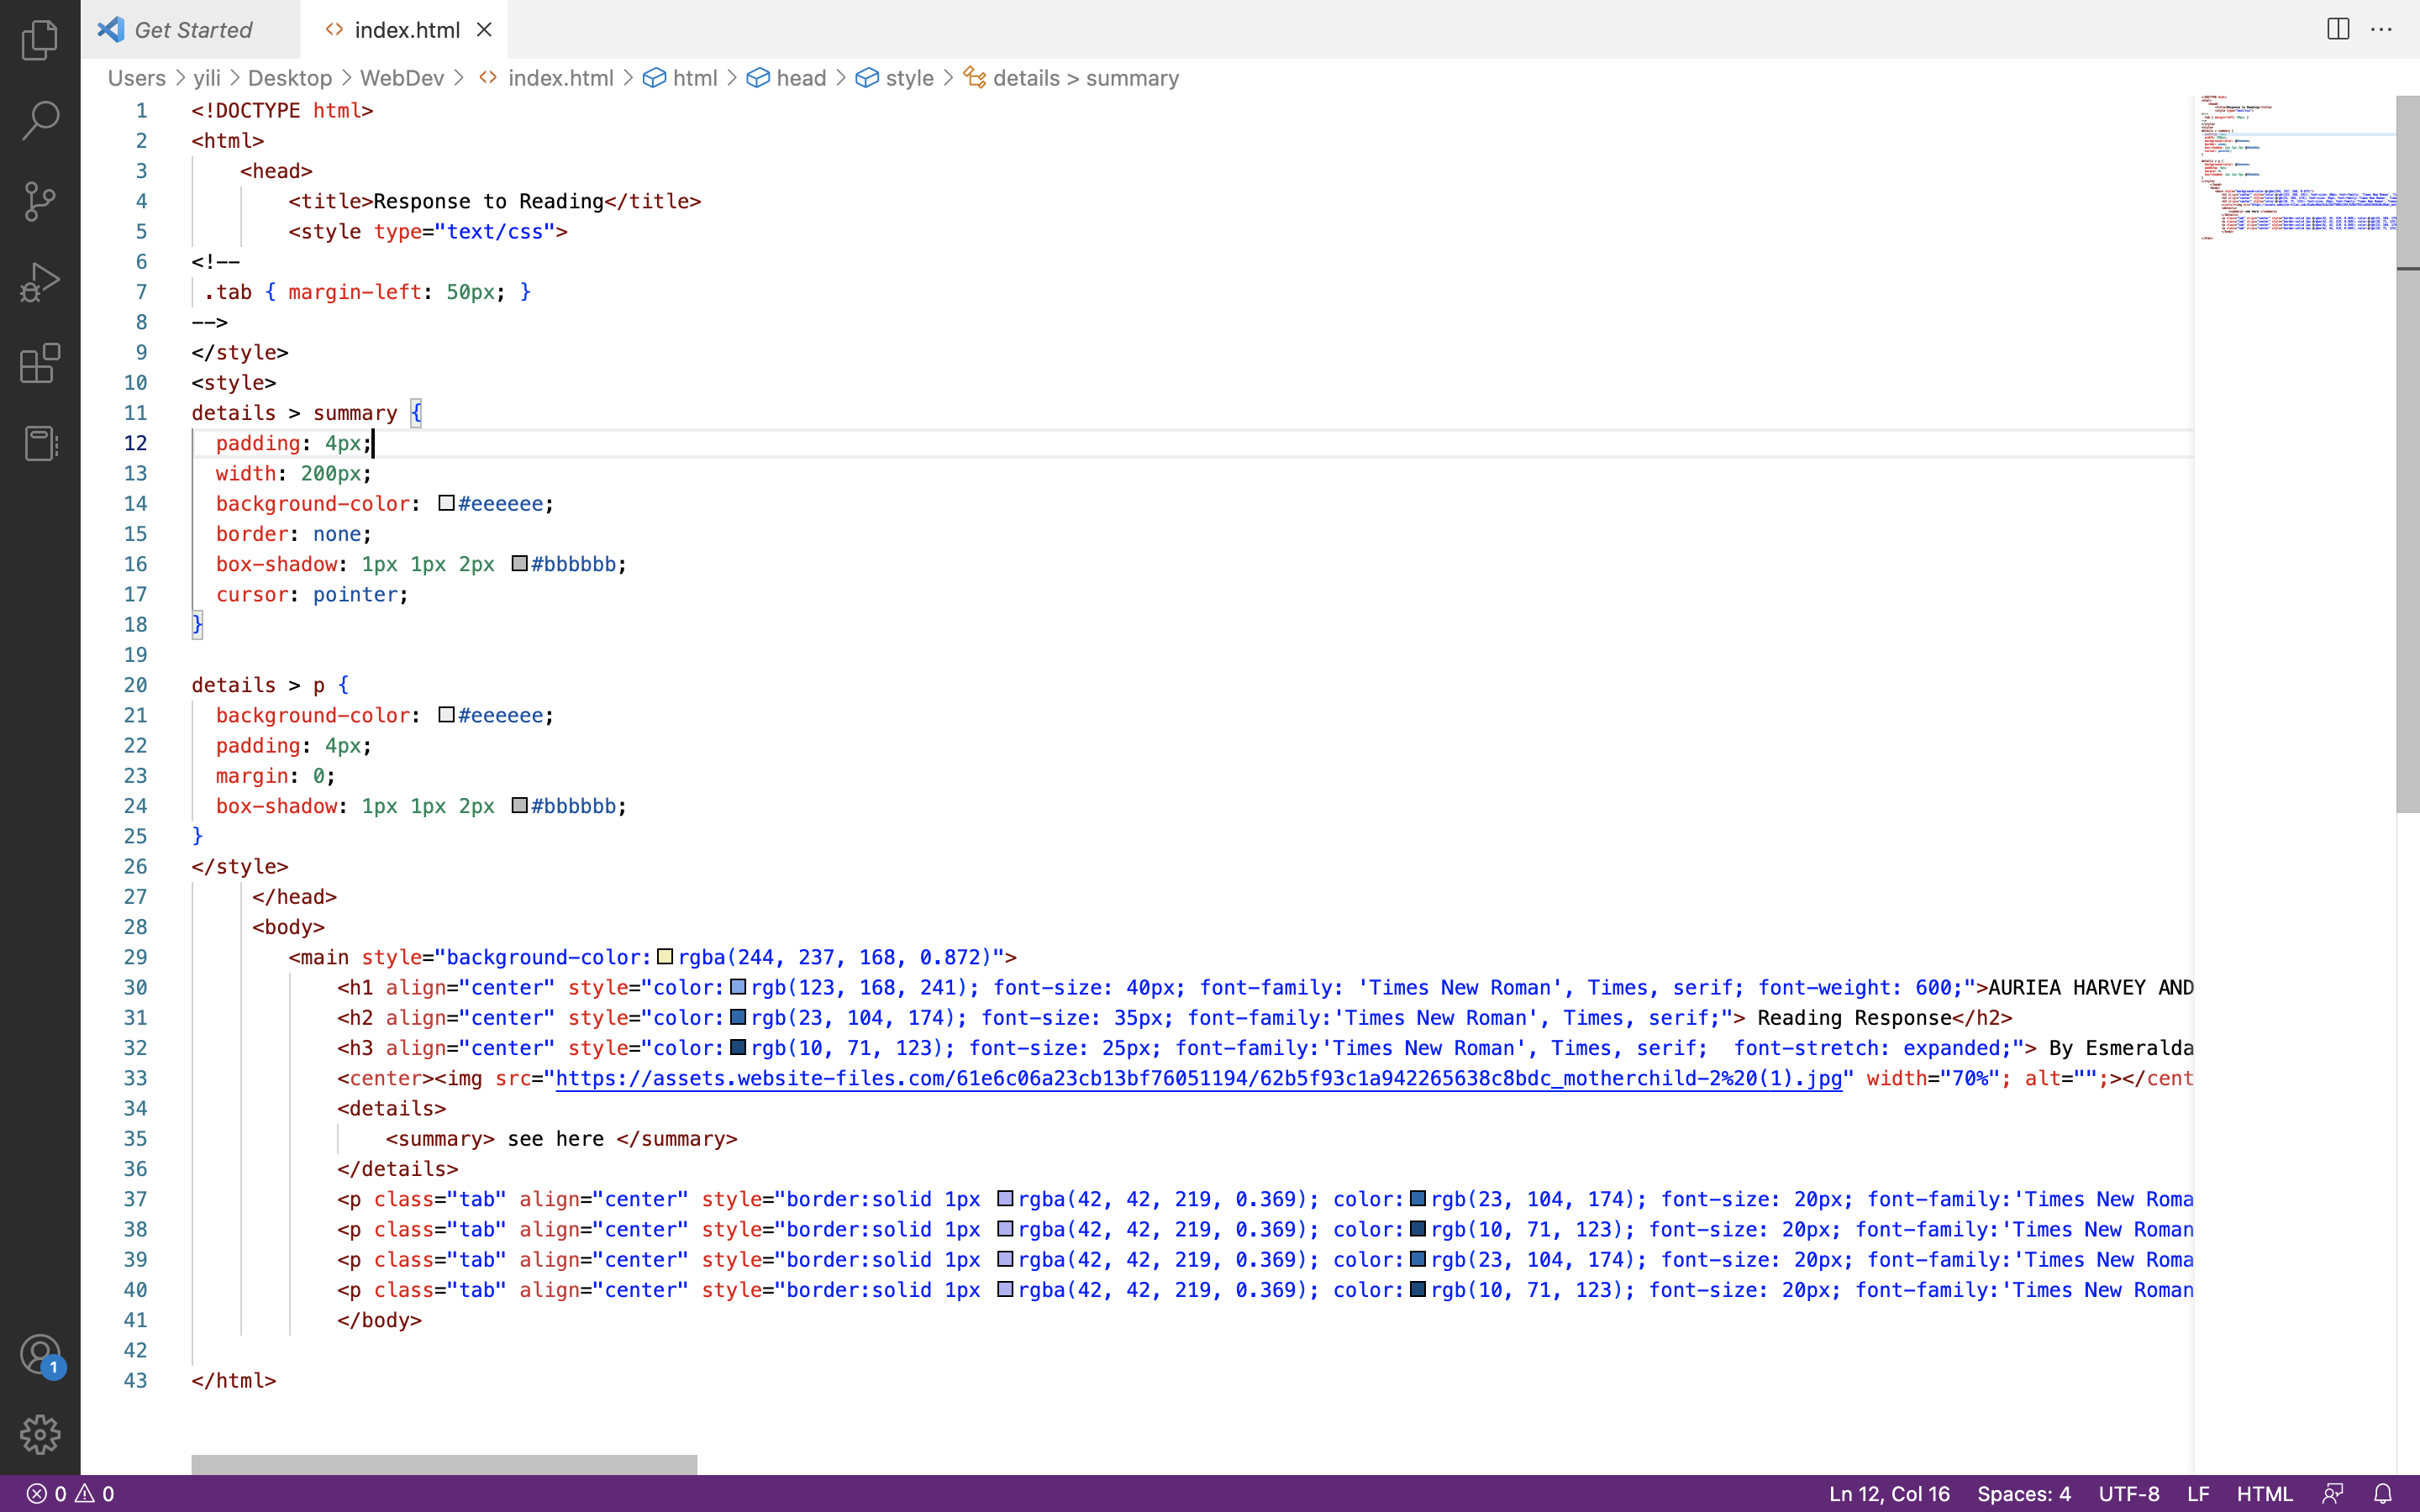 Get Started
index.html
Users > yili > Desktop > WebDev > index.html > html > head > style > details > summary
1 <!DOCTYPE html>
2 <html>
3 <head>
4 <title>Response to Reading</title>
5 <style type="text/css">
6 <!--
7 .tab { margin-left: 50px; }
8 -->
9 </style>
10 <style>
11 details > summary {
12 padding: 4px;
13 width: 200px;
14 background-color: #eeeeee;
15 border: none;
16 box-shadow: 1px 1px 2px #bbbbbb;
17 cursor: pointer;
18 }
19
20 details > p {
21 background-color: #eeeeee;
22 padding: 4px;
23 margin: 0;
24 box-shadow: 1px 1px 2px #bbbbbb;
25 }
26 </style>
27 </head>
28 <body>
29 <main style="background-color: rgba(244, 237, 168, 0.872)">
30 <h1 align="center" style="color: rgb(123, 168, 241); font-size: 40px; font-family: 'Times New Roman', Times, serif; font-weight: 600;">AURIEA HARVEY AND
31 <h2 align="center" style="color: rgb(23, 104, 174); font-size: 35px; font-family:'Times New Roman', Times, serif;"> Reading Response</h2>
32 <h3 align="center" style="color: rgb(10, 71, 123); font-size: 25px; font-family:'Times New Roman', Times, serif;  font-stretch: expanded;"> By Esmeralda
33 <center><img src="https://assets.website-files.com/61e6c06a23cb13bf76051194/62b5f93c1a942265638c8bdc_motherchild-2%20(1).jpg" width="70%"; alt="";></cent
34 <details>
35 <summary> see here </summary>
36 </details>
37 <p class="tab" align="center" style="border:solid 1px rgba(42, 42, 219, 0.369); color: rgb(23, 104, 174); font-size: 20px; font-family:'Times New Roma
38 <p class="tab" align="center" style="border:solid 1px rgba(42, 42, 219, 0.369); color: rgb(10, 71, 123); font-size: 20px; font-family:'Times New Roman
39 <p class="tab" align="center" style="border:solid 1px rgba(42, 42, 219, 0.369); color: rgb(23, 104, 174); font-size: 20px; font-family:'Times New Roma
40 <p class="tab" align="center" style="border:solid 1px rgba(42, 42, 219, 0.369); color: rgb(10, 71, 123); font-size: 20px; font-family:'Times New Roman
41 </body>
42
43 </html>
1
0 0
Ln 12, Col 16 Spaces: 4 UTF-8 LF HTML